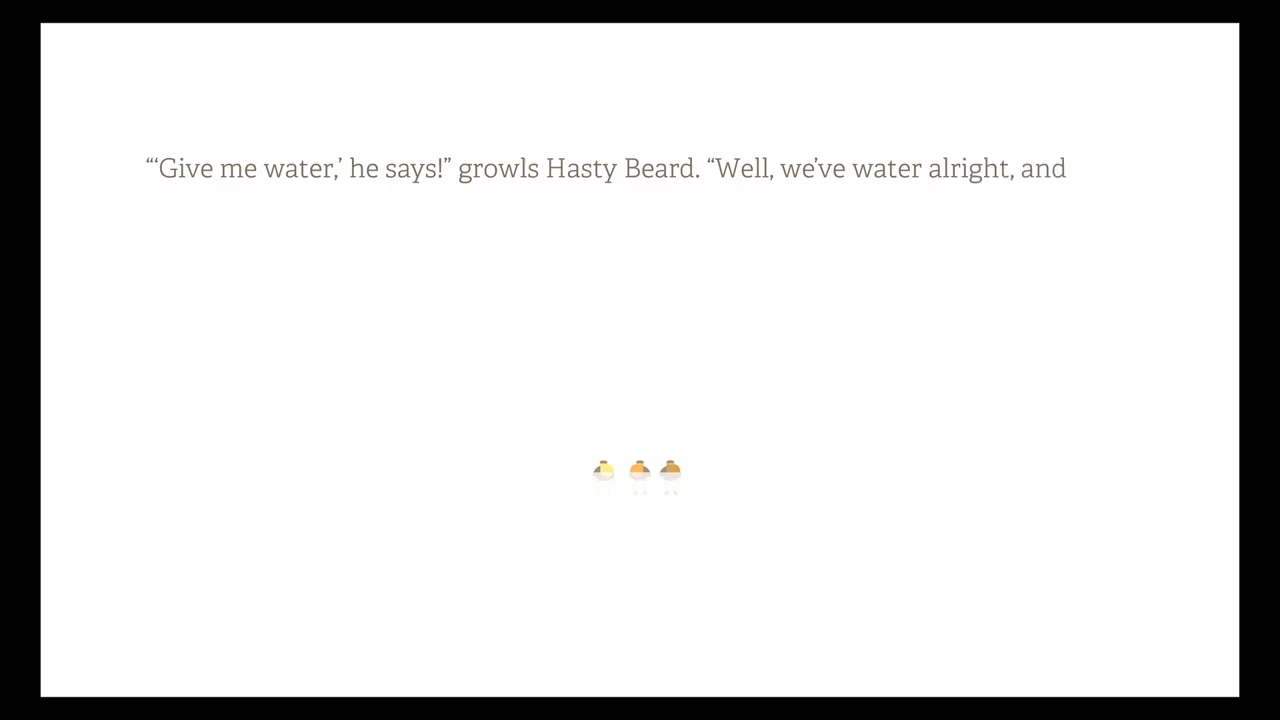 “‘Give me water,’ he says!” growls Hasty Beard. “Well, we’ve water alright, and